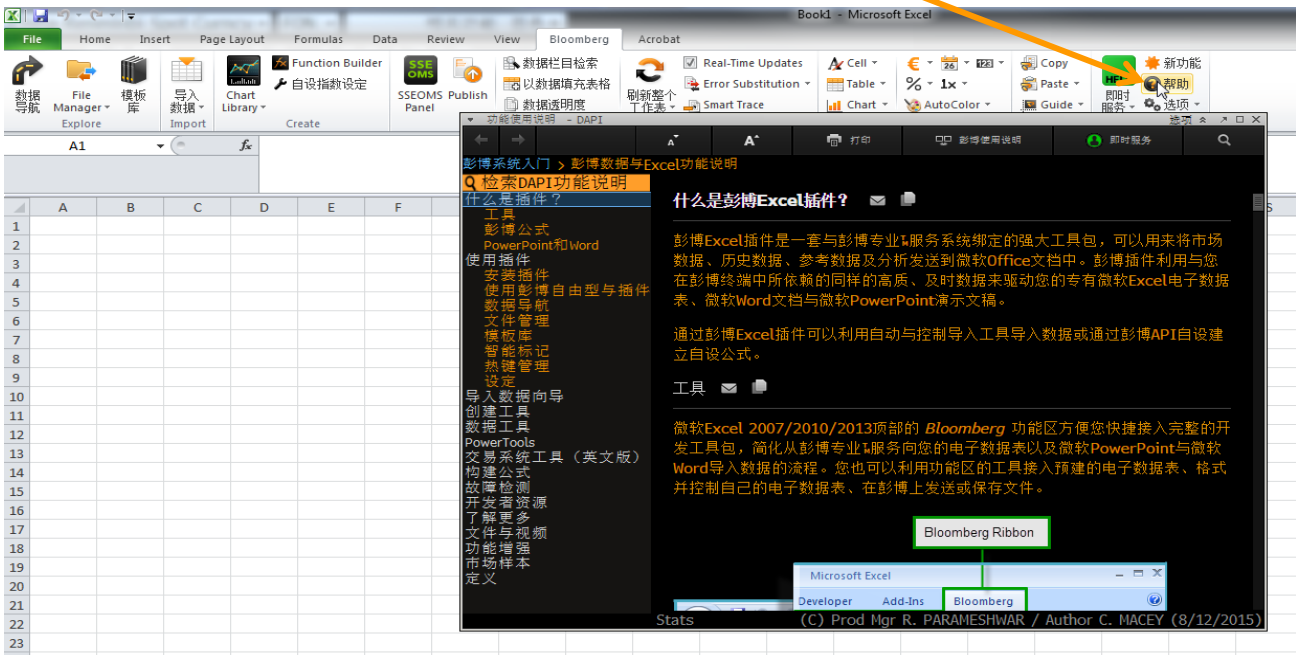 Book1 - Microsoft Excel
File Home Insert Page Layout Formulas Data Review View Bloomberg Acrobat
数据导航
File Manager
模板库
Explore
导入数据
Import
Chart Library
Function Builder
自设指数设定
Create
SSE OMS
SSEOMS Panel
Publish
数据栏目检索
以数据填充表格
数据透明度
刷新整个工作表
Real-Time Updates
Error Substitution
Smart Trace
Cell
Table
Chart
€ 26 123
% 1x
AutoColor
Copy
Paste
Guide
即时服务
新功能
帮助
选项
A1
fx
A B C D E F S
1
2
3
4
5
6
7
8
9
10
11
12
13
14
15
16
17
18
19
20
21
22
23
功能使用说明 - DAPI
选项
A A 打印 彭博使用说明 即时服务
彭博系统入门 > 彭博数据与Excel功能说明
检索DAPI功能说明
什么是插件？
工具
彭博公式
PowerPoint和Word
使用插件
安装插件
使用彭博自由型与插件
数据导航
文件管理
模板库
智能标记
热键管理
设定
导入数据向导
创建工具
数据工具
PowerTools
交易系统工具（英文版）
构建公式
故障检测
开发者资源
了解更多
文件与视频
功能增强
市场样本
定义
什么是彭博Excel插件?
彭博Excel插件是一套与彭博专业服务系统绑定的强大工具包，可以用来将市场
数据、历史数据、参考数据及分析发送到微软Office文档中。彭博插件利用与您
在彭博终端中所依赖的同样的高质、及时数据来驱动您的专有微软Excel电子数据
表、微软Word文档与微软PowerPoint演示文稿。
通过彭博Excel插件可以利用自动与控制导入工具导入数据或通过彭博API自设建
立自设公式。
工具
微软Excel 2007/2010/2013顶部的 Bloomberg 功能区方便您快捷接入完整的开
发工具包，简化从彭博专业服务向您的电子数据表以及微软PowerPoint与微软
Word导入数据的流程。您也可以利用功能区的工具接入预建的电子数据表、格式
并控制自己的电子数据表、在彭博上发送或保存文件。
Bloomberg Ribbon
Microsoft Excel
Developer Add-Ins Bloomberg
Stats (C) Prod Mgr R. PARAMESHWAR / Author C. MACEY (8/12/2015)